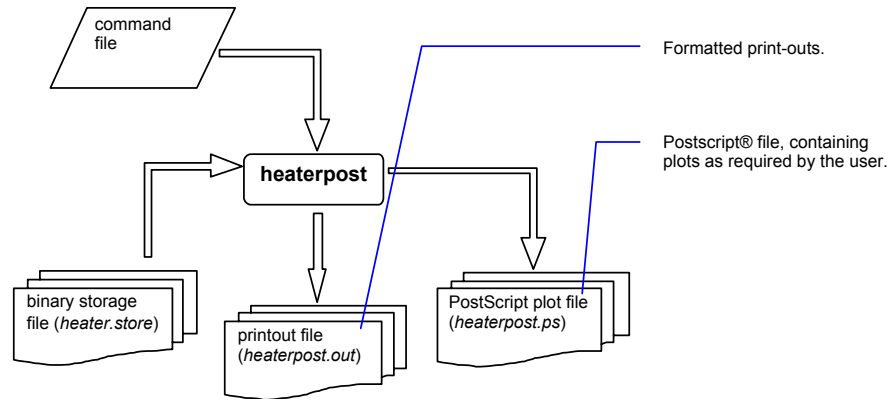 command
file
Formatted print-outs.
Postscript® file, containing
plots as required by the user.
heaterpost
binary storage
file (heater.store)
printout file
(heaterpost.out)
PostScript plot file
(heaterpost.ps)